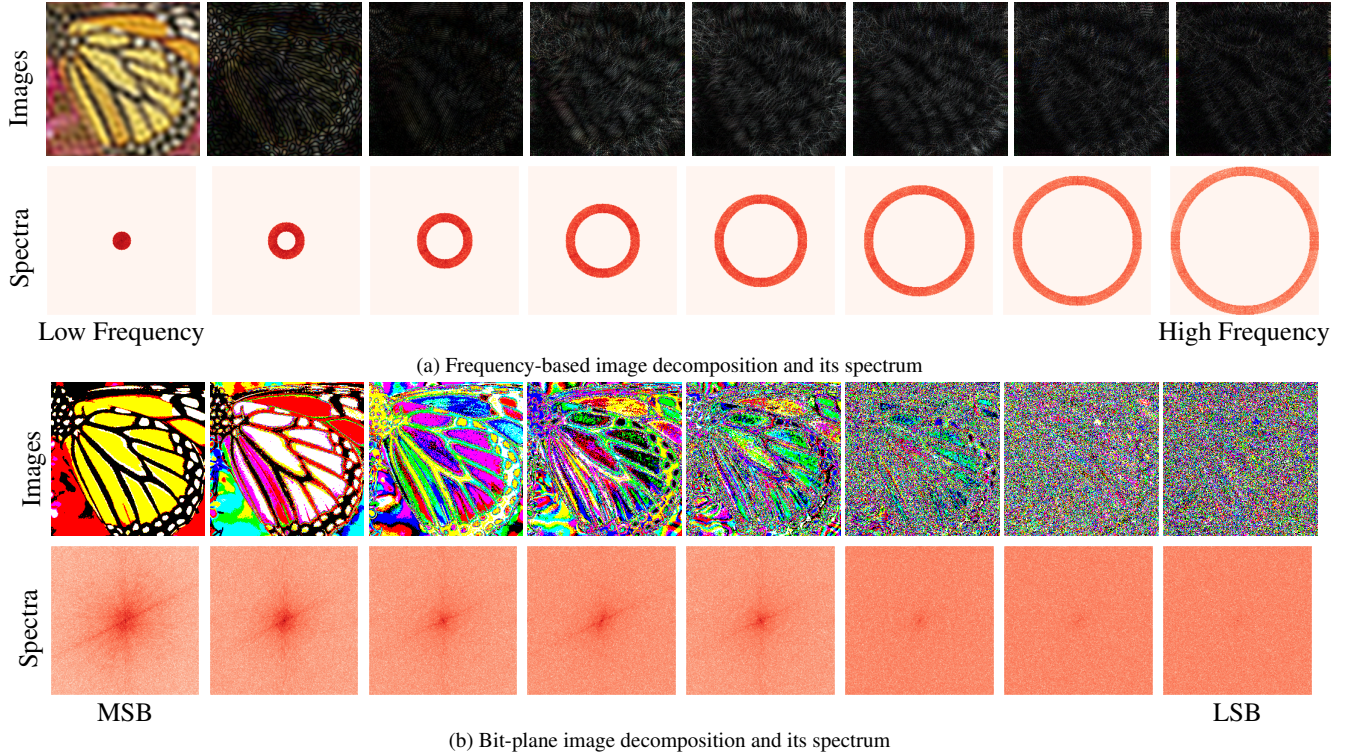 Images
Spectra
Low Frequency
High Frequency
(a) Frequency-based image decomposition and its spectrum
Images
Spectra
MSB
LSB
(b) Bit-plane image decomposition and its spectrum